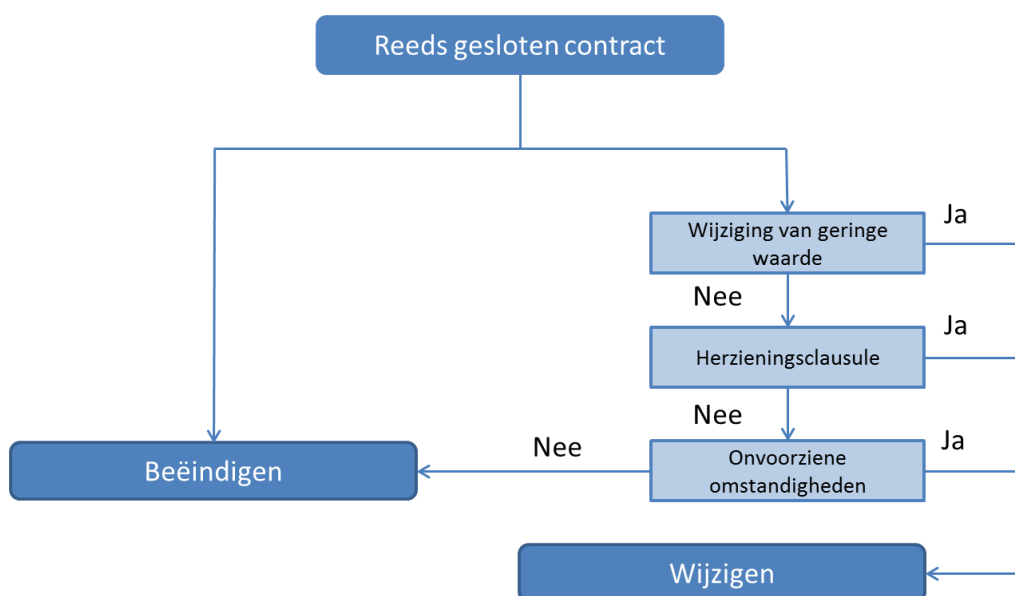 Reeds gesloten contract
Ja
Wijziging van geringe
waarde
Nee
Ja
Herzieningsclausule
Nee
Nee
Ja
Onvoorziene
omstandigheden
Beëindigen
Wijzigen